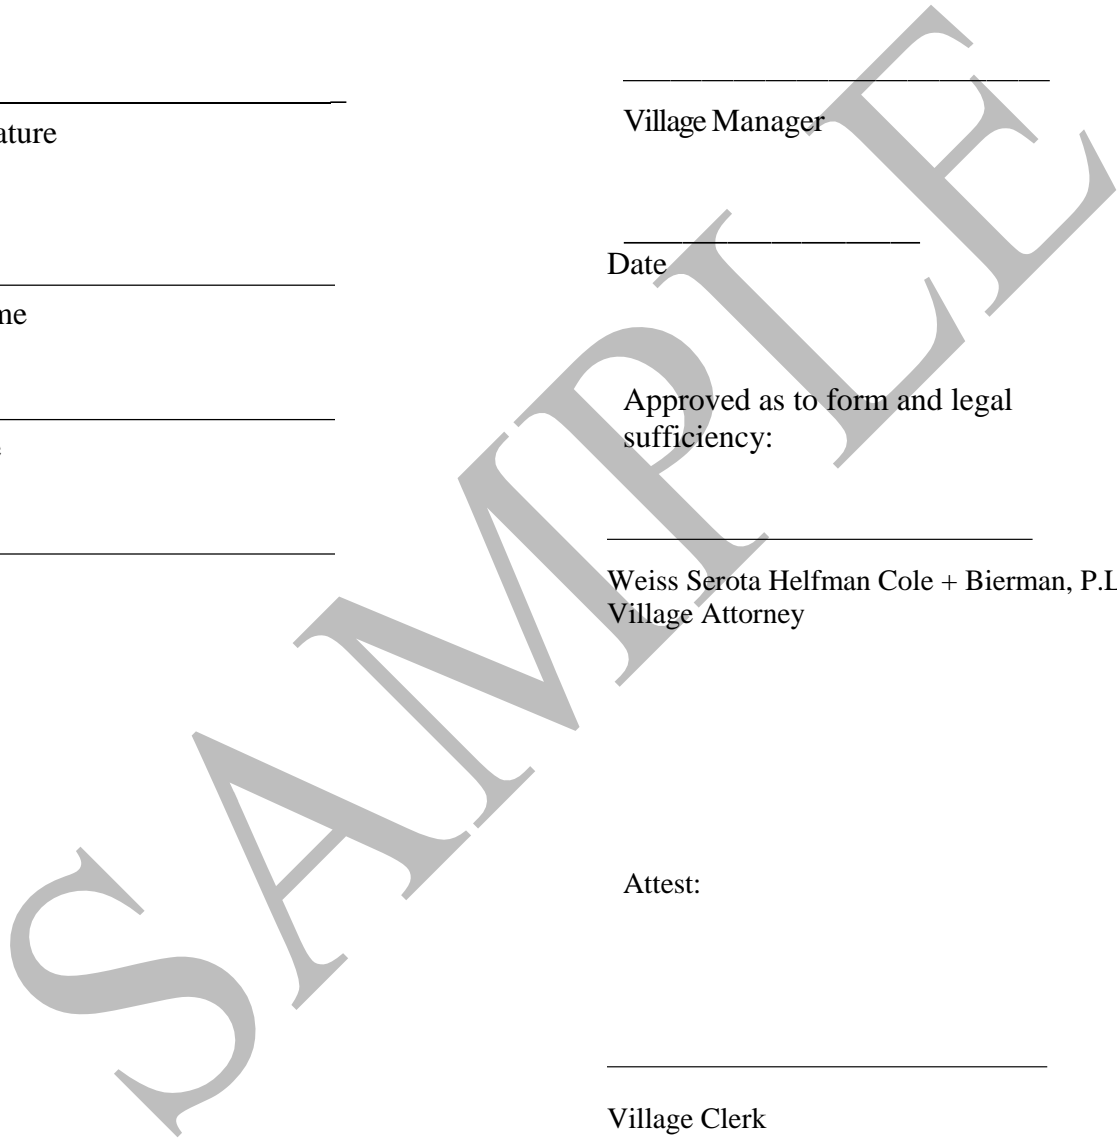 ature
me
Village Manager
Date
Approved as to form and legal
sufficiency:
Weiss Serota Helfman Cole + Bierman, P.L
Village Attorney
Attest:
Village Clerk
SAMPLE